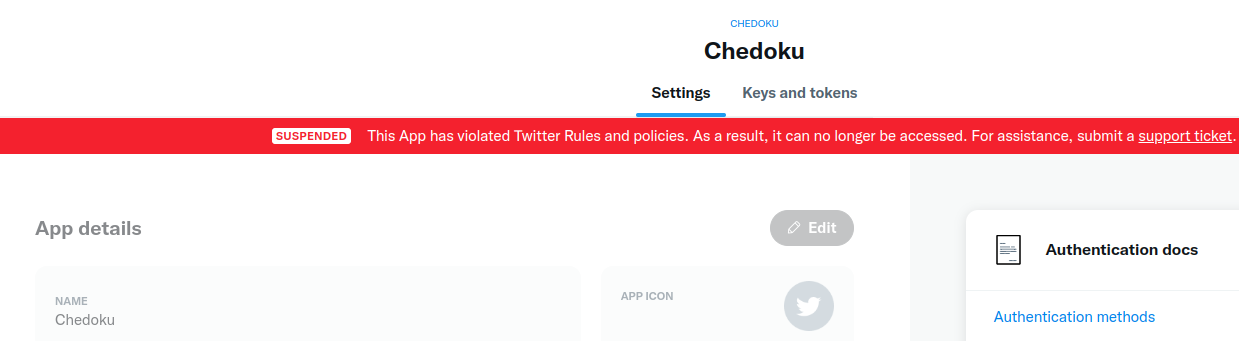 CHEDOKU
Chedoku
Settings Keys and tokens
SUSPENDED This App has violated Twitter Rules and policies. As a result, it can no longer be accessed. For assistance, submit a support ticket.
App details
Edit
NAME
Chedoku
APP ICON
Authentication docs
Authentication methods